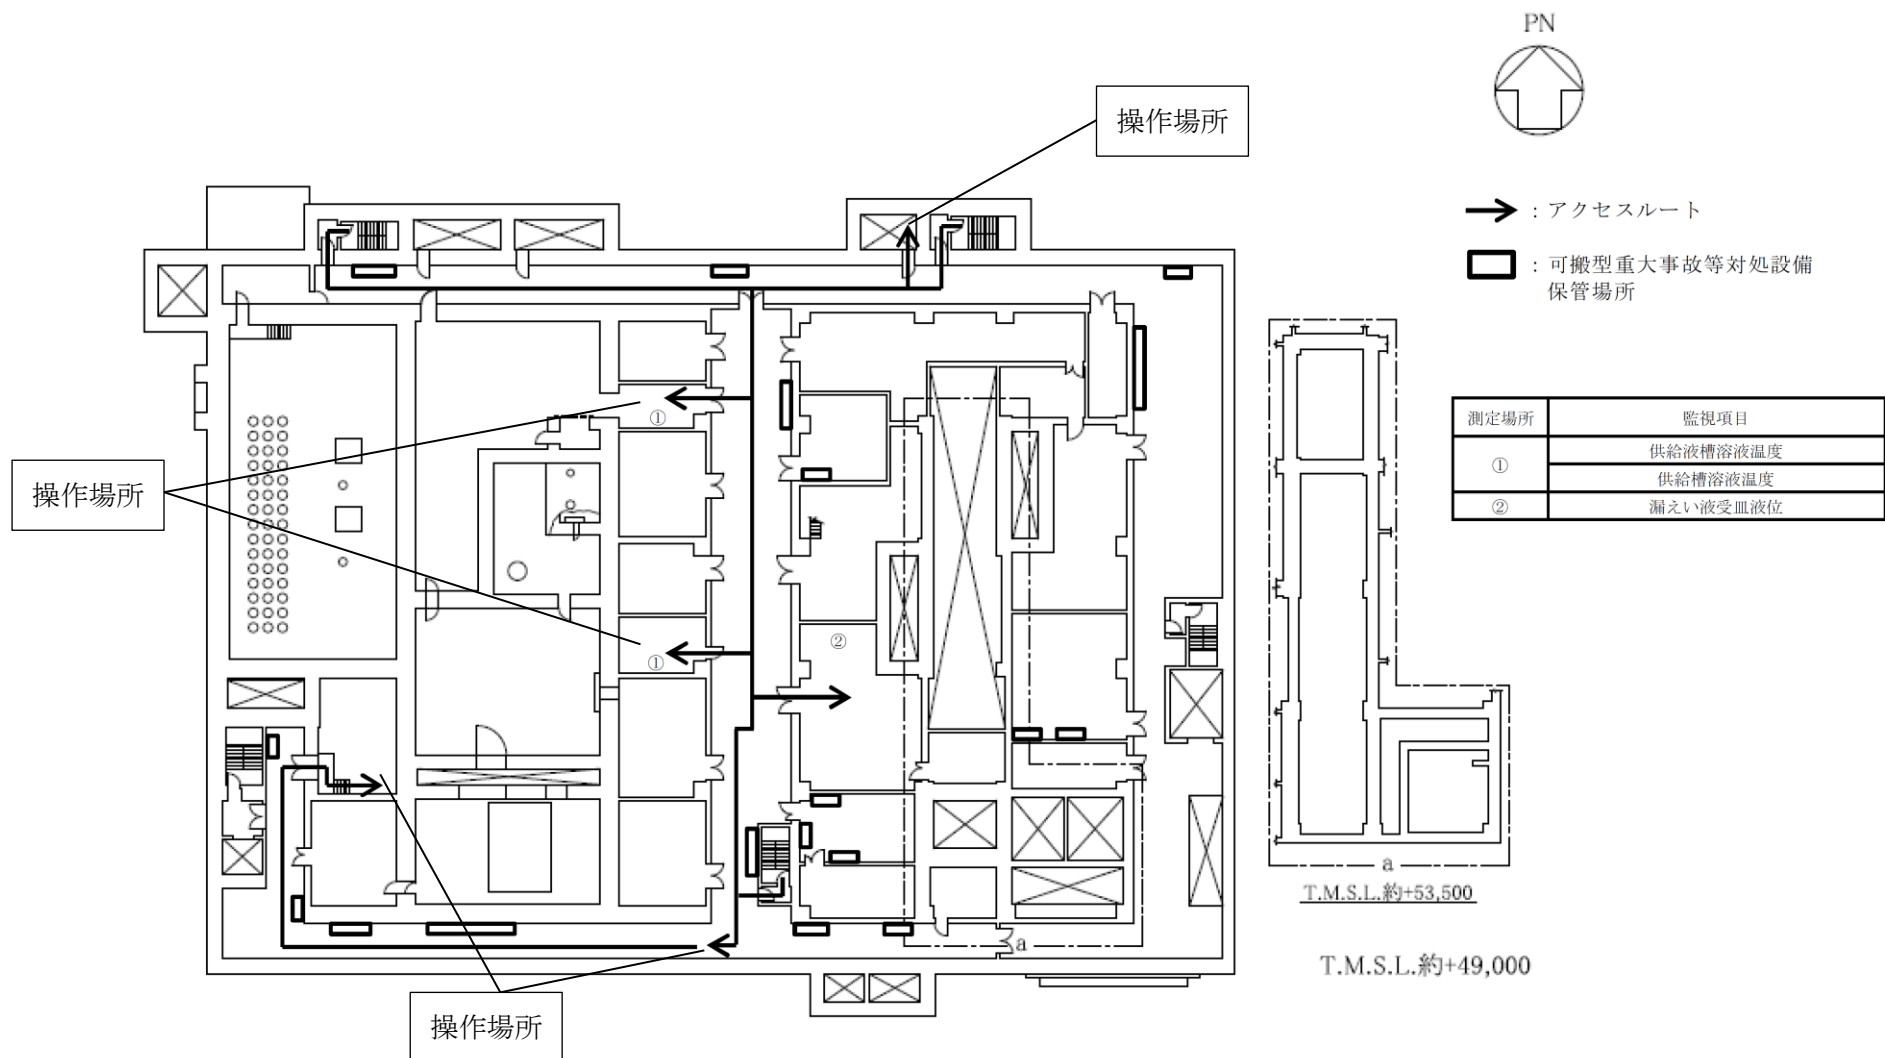 PN
操作場所
: アクセスルート
: 可搬型重大事故等対処設備
保管場所
測定場所 監視項目
① 供給液槽溶液温度
供給槽溶液温度
② 漏えい液受皿液位
①
操作場所
①
②
操作場所
a
a
T.M.S.L.約+53,500
T.M.S.L.約+49,000